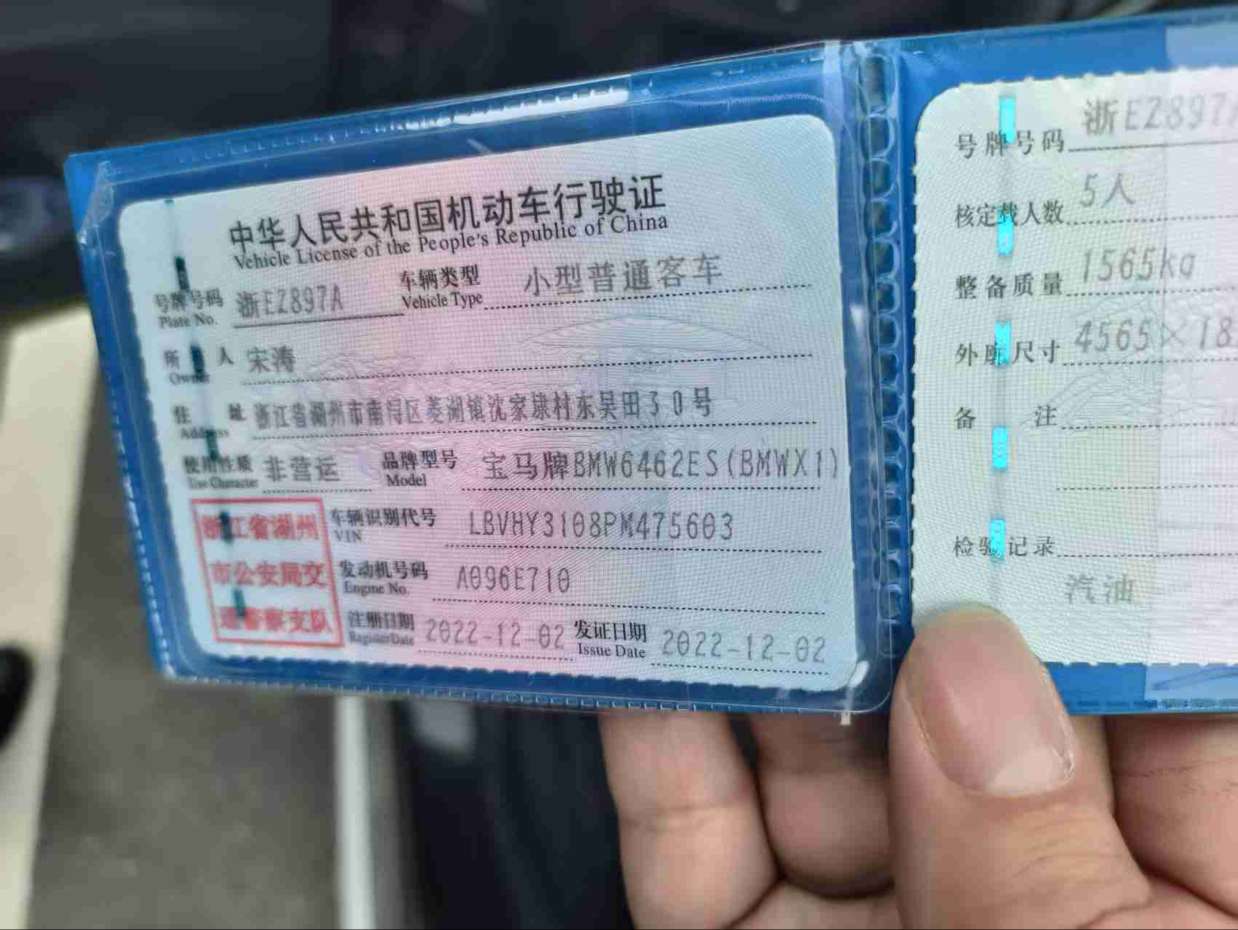 中华人民共和国机动车行驶证
Vehicle License of the People's Republic of China
号牌号码 浙EZ897A 车辆类型 小型普通客车
Plate No. Vehicle Type
所 人 宋涛
Owner
住 址 浙江省湖州市南浔区菱湖镇沈家埭村东吴田30号
Address
使用性质 非营运 品牌型号 宝马牌BMW6462ES(BMWX1)
Use Character Model
浙江省湖州
市公安局交
通警察支队
车辆识别代号 LBVHY3108PM475603
VIN
发动机号码 A096E710
Engine No.
注册日期 2022-12-02 发证日期 2022-12-02
Register Date Issue Date
号牌号码 浙EZ897
核定载人数 5人
整备质量 1565kg
外廓尺寸 4565×18
备 注
检验记录
汽油